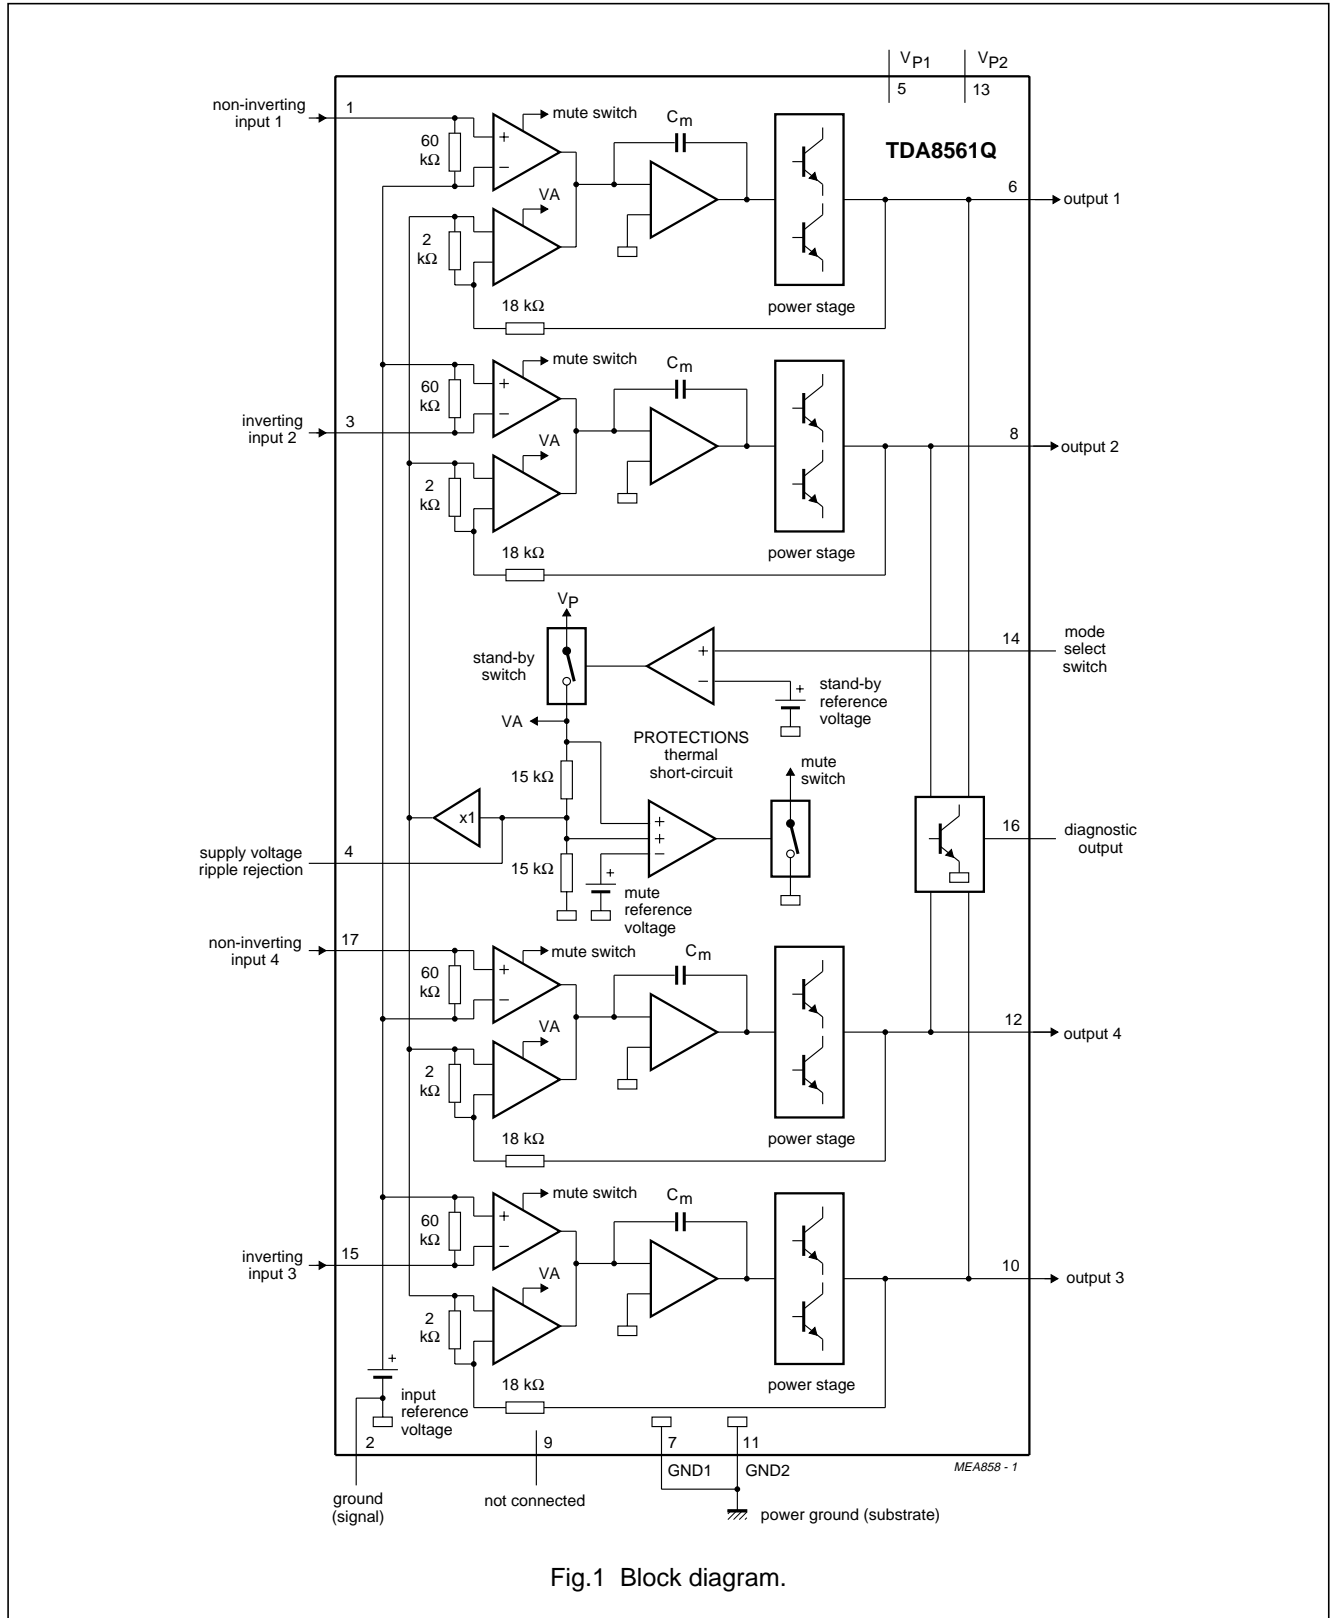 VP1
VP2
5
13
TDA8561Q
non-inverting
input 1
1
60
kΩ
+
−
mute switch
Cm
VA
2
kΩ
18 kΩ
power stage
6
output 1
mute switch
Cm
60
kΩ
+
−
inverting
input 2
3
VA
2
kΩ
18 kΩ
power stage
8
output 2
VP
stand-by
switch
+
−
14
mode
select
switch
+
stand-by
reference
voltage
VA
PROTECTIONS
thermal
short-circuit
15 kΩ
mute
switch
x1
+
+
−
16
diagnostic
output
supply voltage
ripple rejection
4
15 kΩ
+
mute
reference
voltage
non-inverting
input 4
17
60
kΩ
+
−
mute switch
Cm
VA
2
kΩ
18 kΩ
power stage
12
output 4
mute switch
Cm
60
kΩ
+
−
inverting
input 3
15
VA
2
kΩ
18 kΩ
power stage
10
output 3
+
input
reference
voltage
2
9
7
11
GND1
GND2
MEA858 - 1
ground
(signal)
not connected
power ground (substrate)
Fig.1 Block diagram.